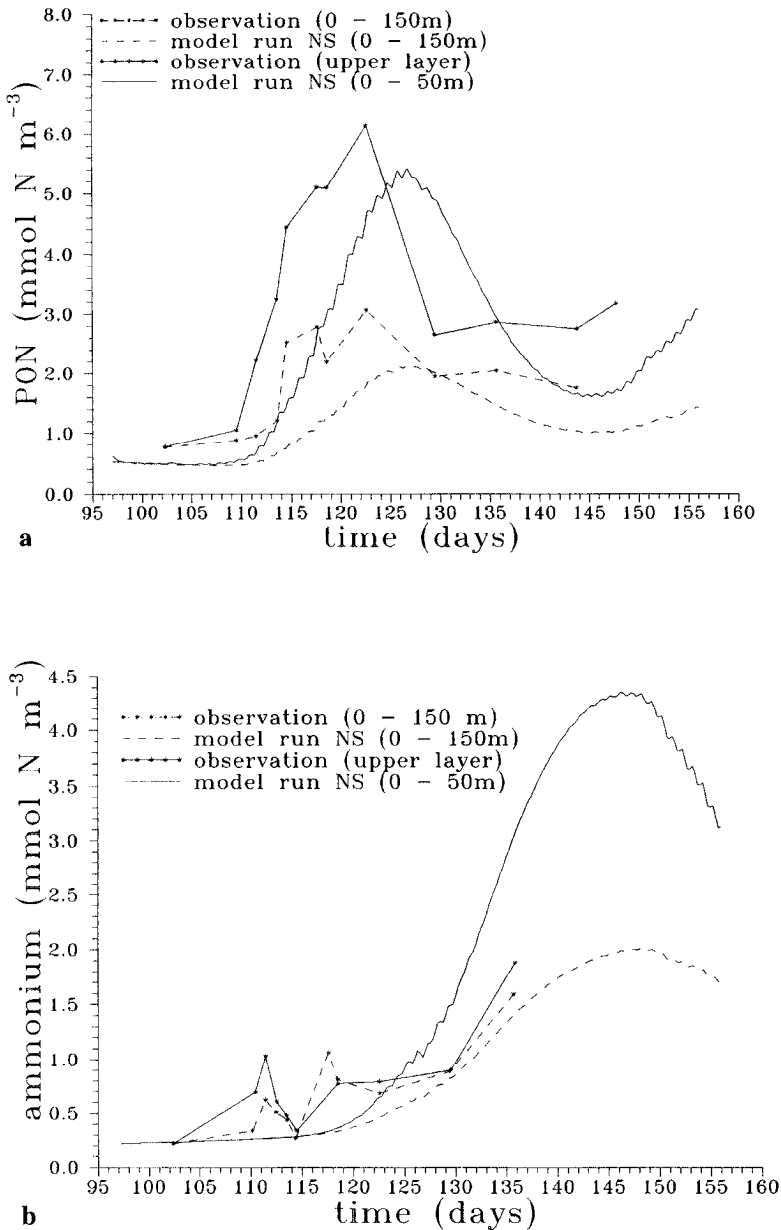 observation (0 - 150m)
model run NS (0 - 150m)
observation (upper layer)
model run NS (0 - 50m)
PON (mmol N m⁻³)
8.0
7.0
6.0
5.0
4.0
3.0
2.0
1.0
0.0
95 100 105 110 115 120 125 130 135 140 145 150 155 160
time (days)
a
observation (0 - 150 m)
model run NS (0 - 150m)
observation (upper layer)
model run NS (0 - 50m)
ammonium (mmol N m⁻³)
4.5
4.0
3.5
3.0
2.5
2.0
1.5
1.0
0.5
0.0
95 100 105 110 115 120 125 130 135 140 145 150 155 160
time (days)
b